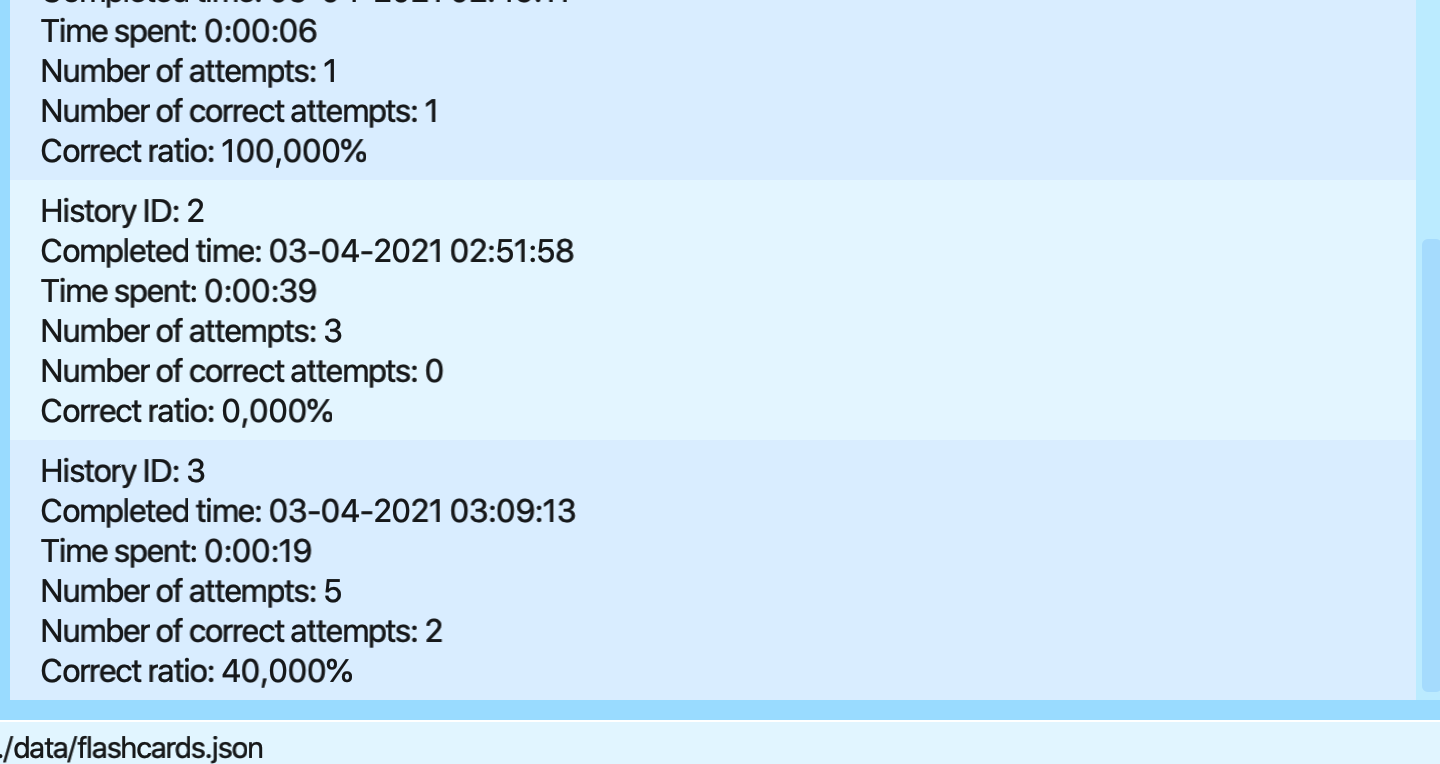 Time spent: 0:00:06
Number of attempts: 1
Number of correct attempts: 1
Correct ratio: 100,000%
History ID: 2
Completed time: 03-04-2021 02:51:58
Time spent: 0:00:39
Number of attempts: 3
Number of correct attempts: 0
Correct ratio: 0,000%
History ID: 3
Completed time: 03-04-2021 03:09:13
Time spent: 0:00:19
Number of attempts: 5
Number of correct attempts: 2
Correct ratio: 40,000%
./data/flashcards.json